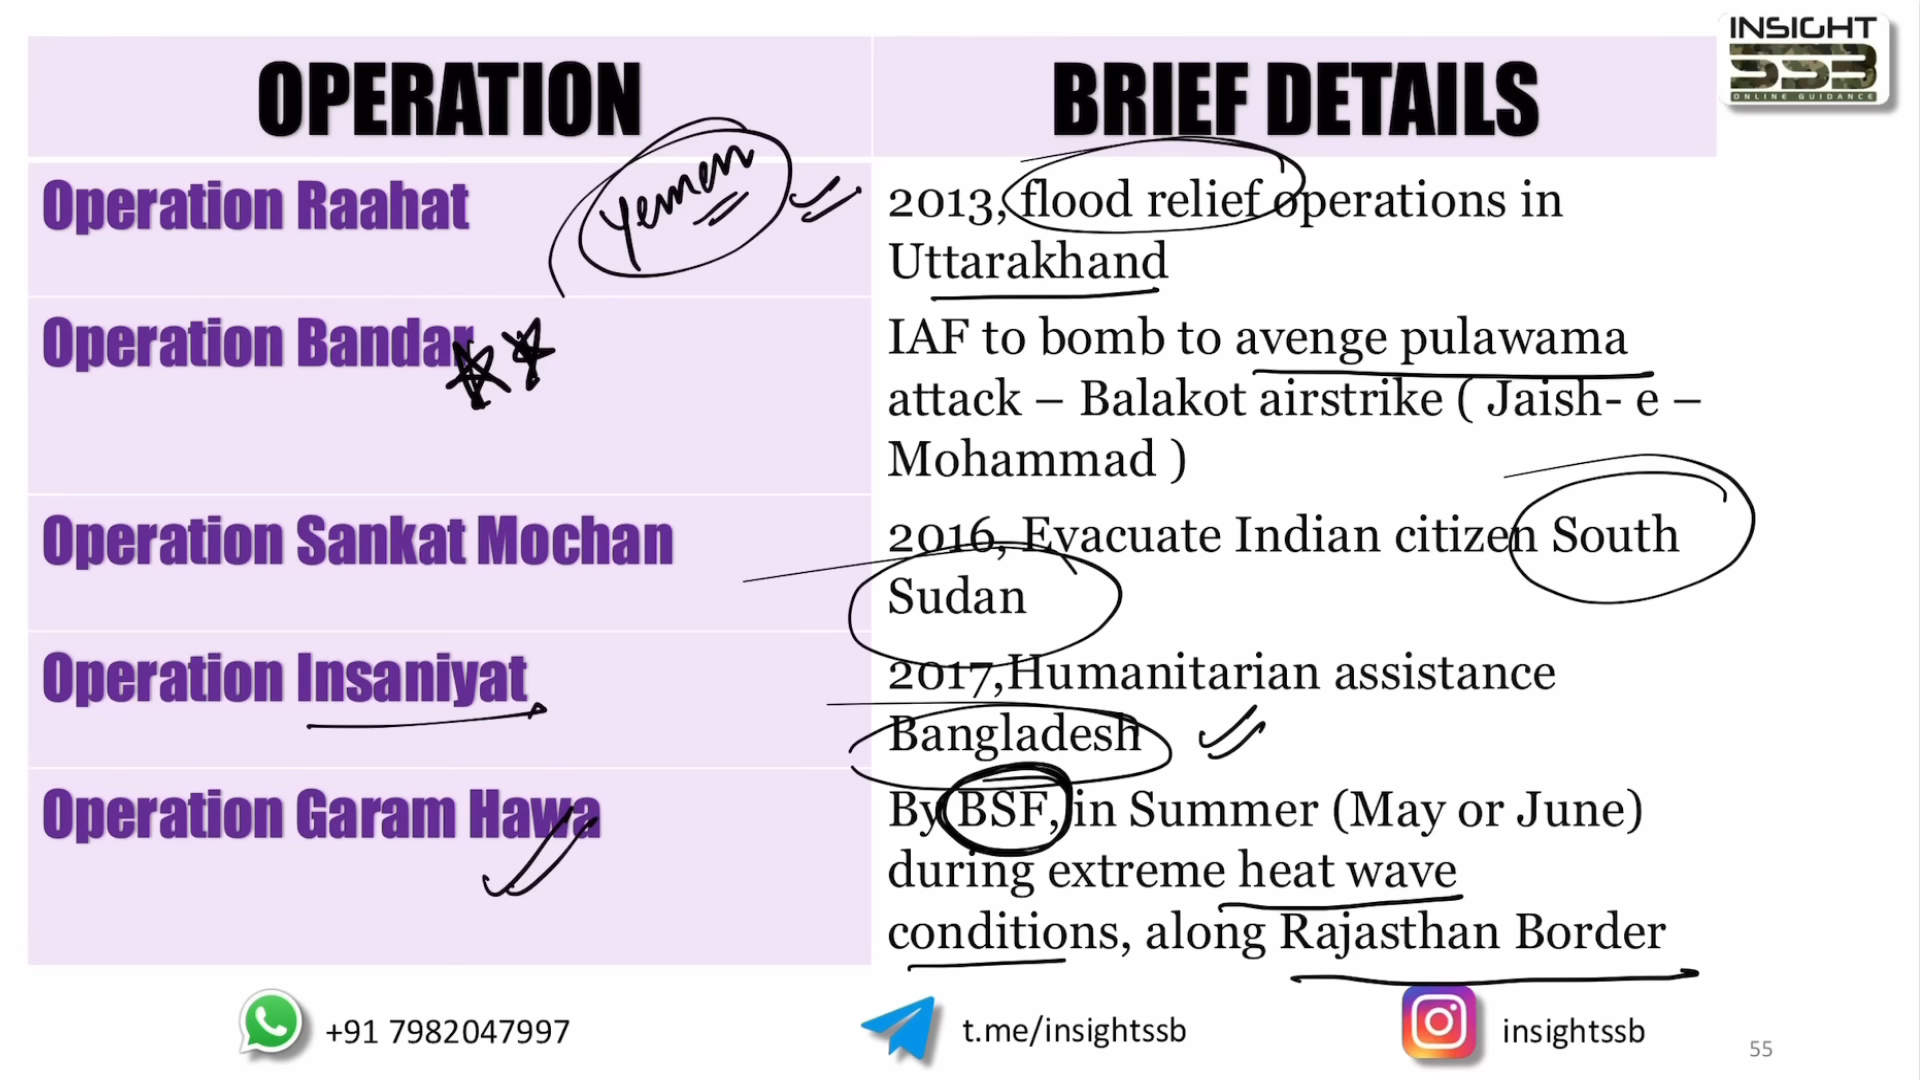 INSIGHT
SSB
ONLINE GUIDANCE
OPERATION
BRIEF DETAILS
Operation Raahat
Yemen
2013, flood relief operations in
Uttarakhand
Operation Bandar
IAF to bomb to avenge pulawama
attack – Balakot airstrike ( Jaish- e –
Mohammad )
Operation Sankat Mochan
2016, Evacuate Indian citizen South
Sudan
Operation Insaniyat
2017,Humanitarian assistance
Bangladesh
Operation Garam Hawa
By BSF, in Summer (May or June)
during extreme heat wave
conditions, along Rajasthan Border
+91 7982047997
t.me/insightssb
insightssb
55